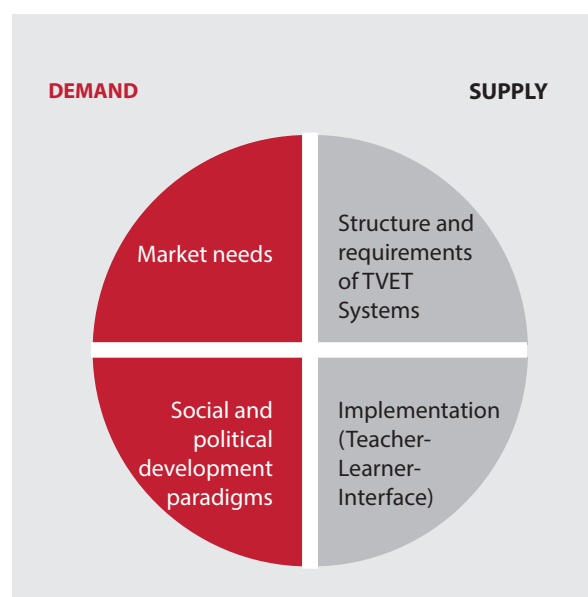 DEMAND
SUPPLY
Market needs
Structure and
requirements
of TVET
Systems
Social and
political
development
paradigms
Implementation
(Teacher-
Learner-
Interface)